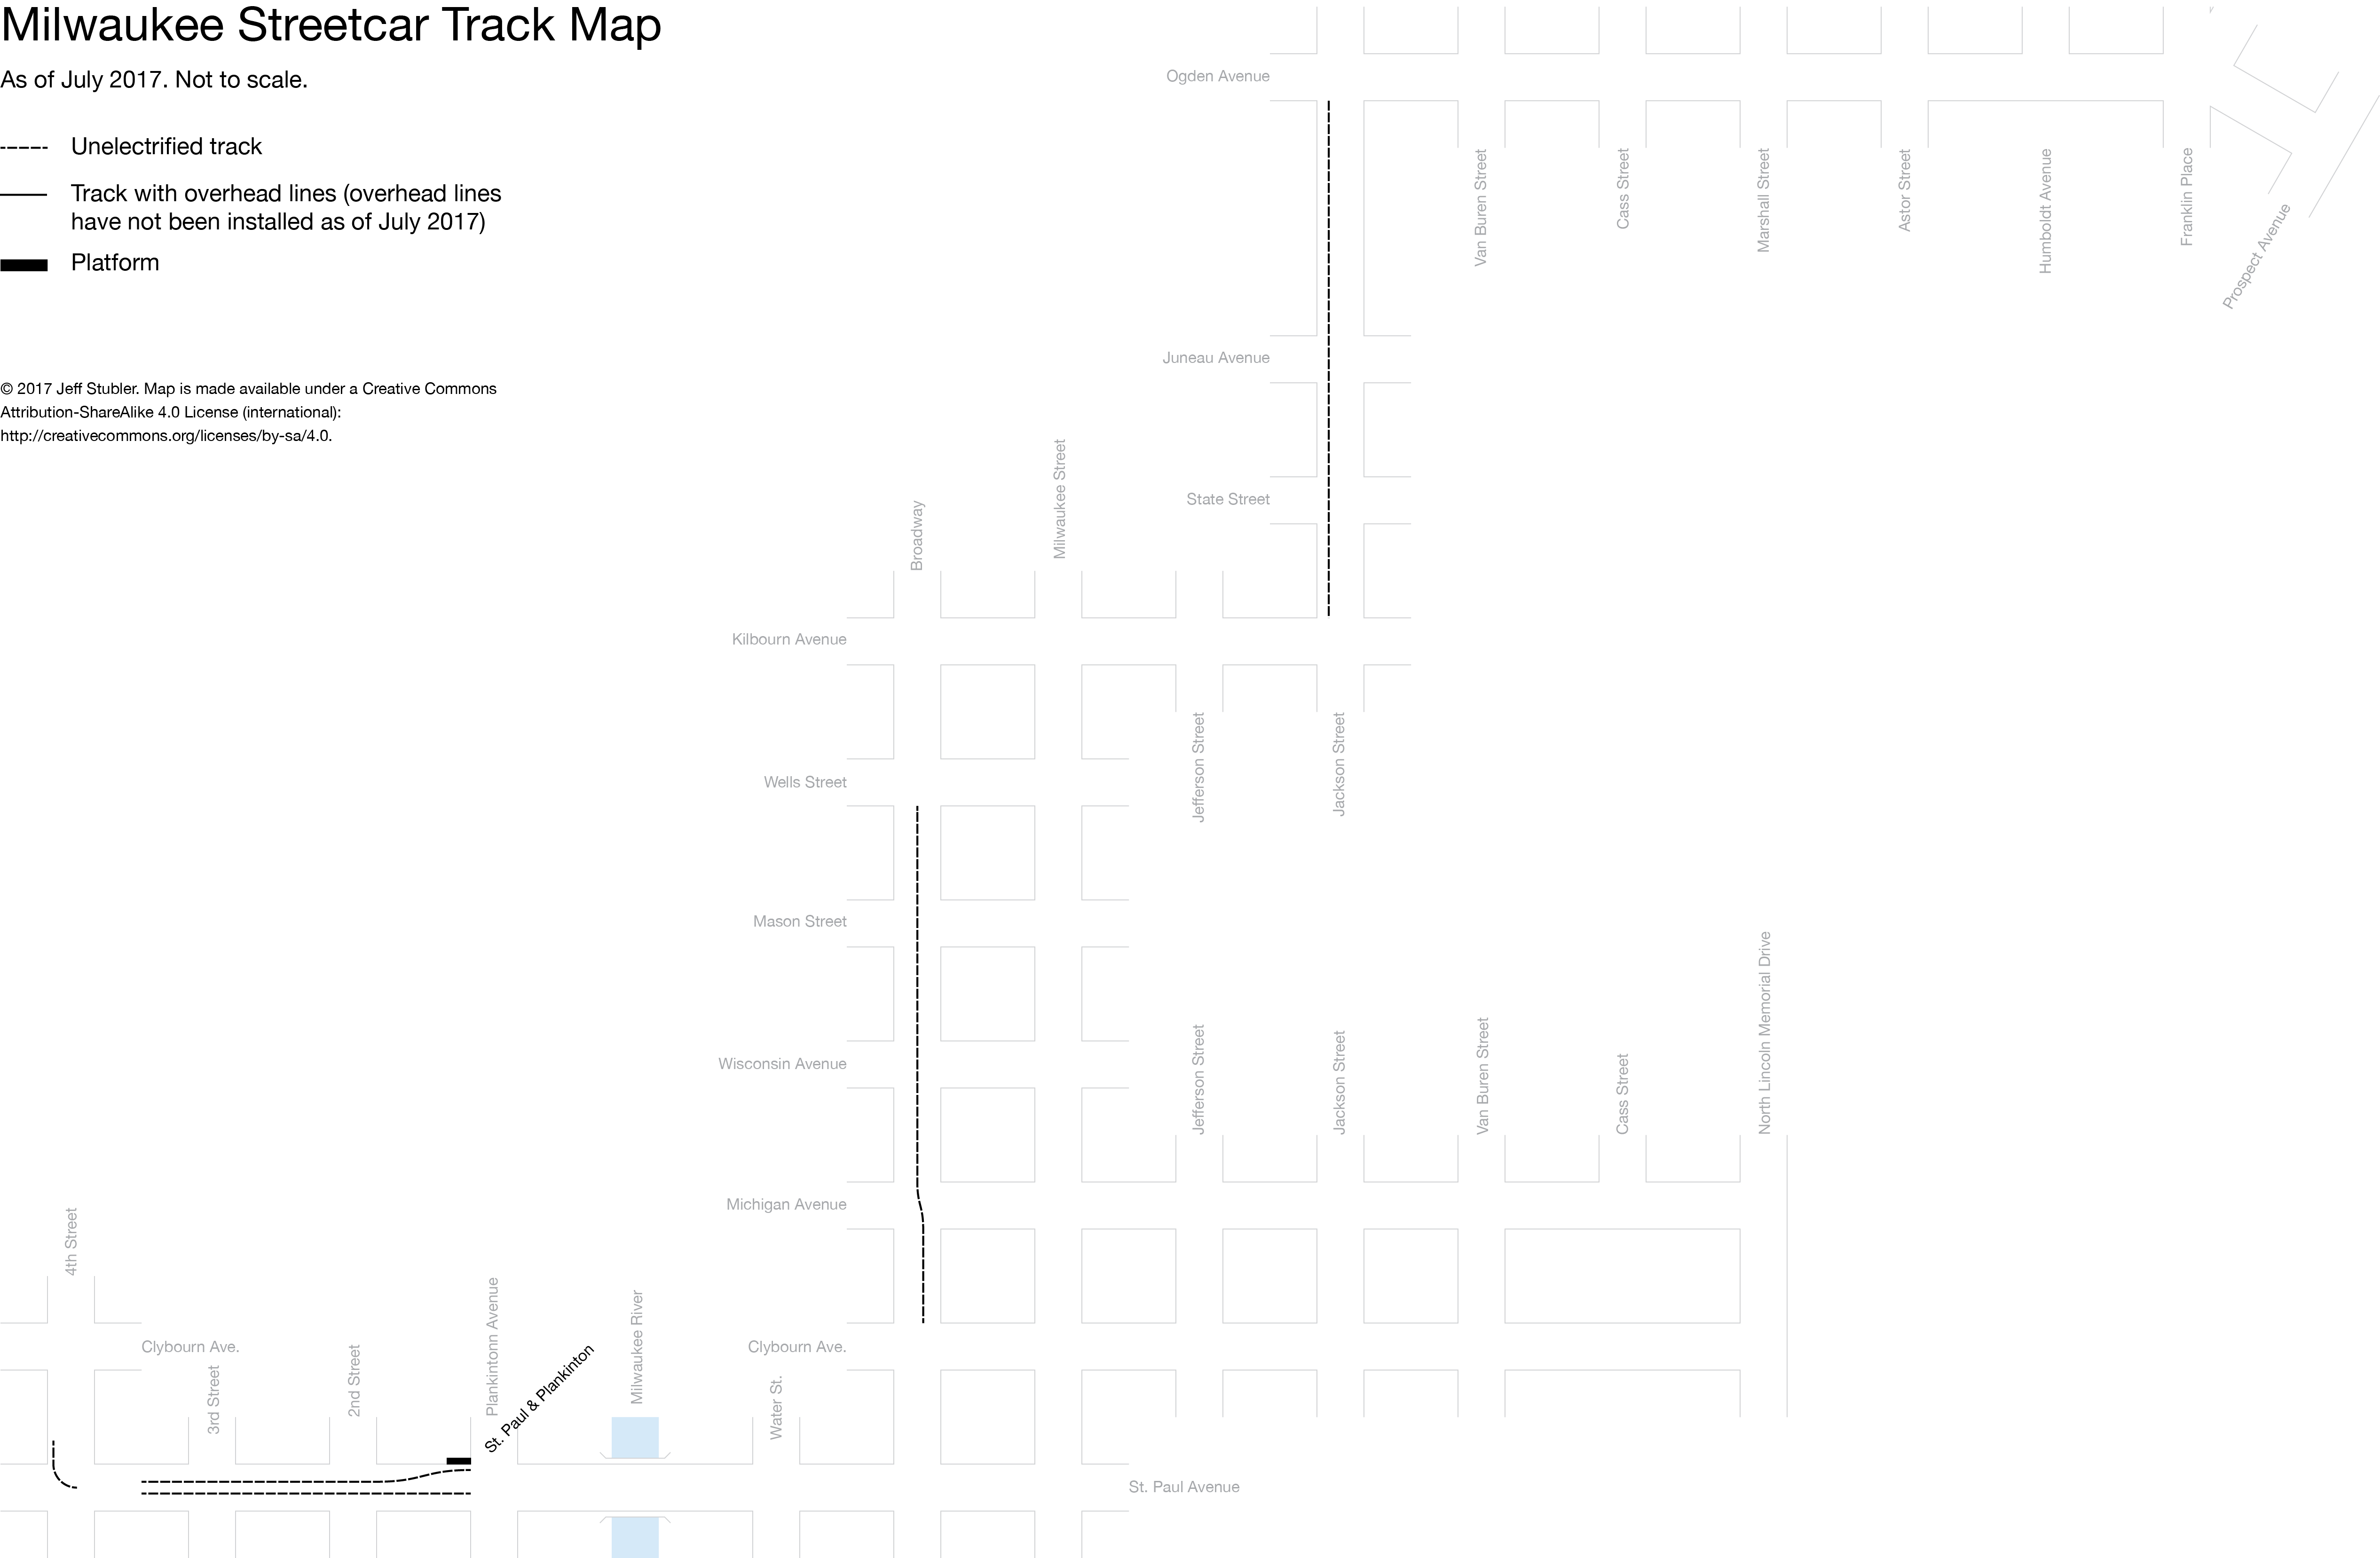 Milwaukee Streetcar Track Map
As of July 2017. Not to scale.
Unelectrified track
Track with overhead lines (overhead lines
have not been installed as of July 2017)
Platform
© 2017 Jeff Stubler. Map is made available under a Creative Commons
Attribution-ShareAlike 4.0 License (international):
http://creativecommons.org/licenses/by-sa/4.0.
Ogden Avenue
Van Buren Street
Cass Street
Marshall Street
Astor Street
Humboldt Avenue
Franklin Place
Prospect Avenue
Juneau Avenue
State Street
Broadway
Milwaukee Street
Kilbourn Avenue
Jefferson Street
Jackson Street
Wells Street
Mason Street
Wisconsin Avenue
Jefferson Street
Jackson Street
Van Buren Street
Cass Street
North Lincoln Memorial Drive
Michigan Avenue
4th Street
Clybourn Ave.
3rd Street
2nd Street
Plankintonn Avenue
St. Paul & Plankinton
Milwaukee River
Clybourn Ave.
Water St.
St. Paul Avenue